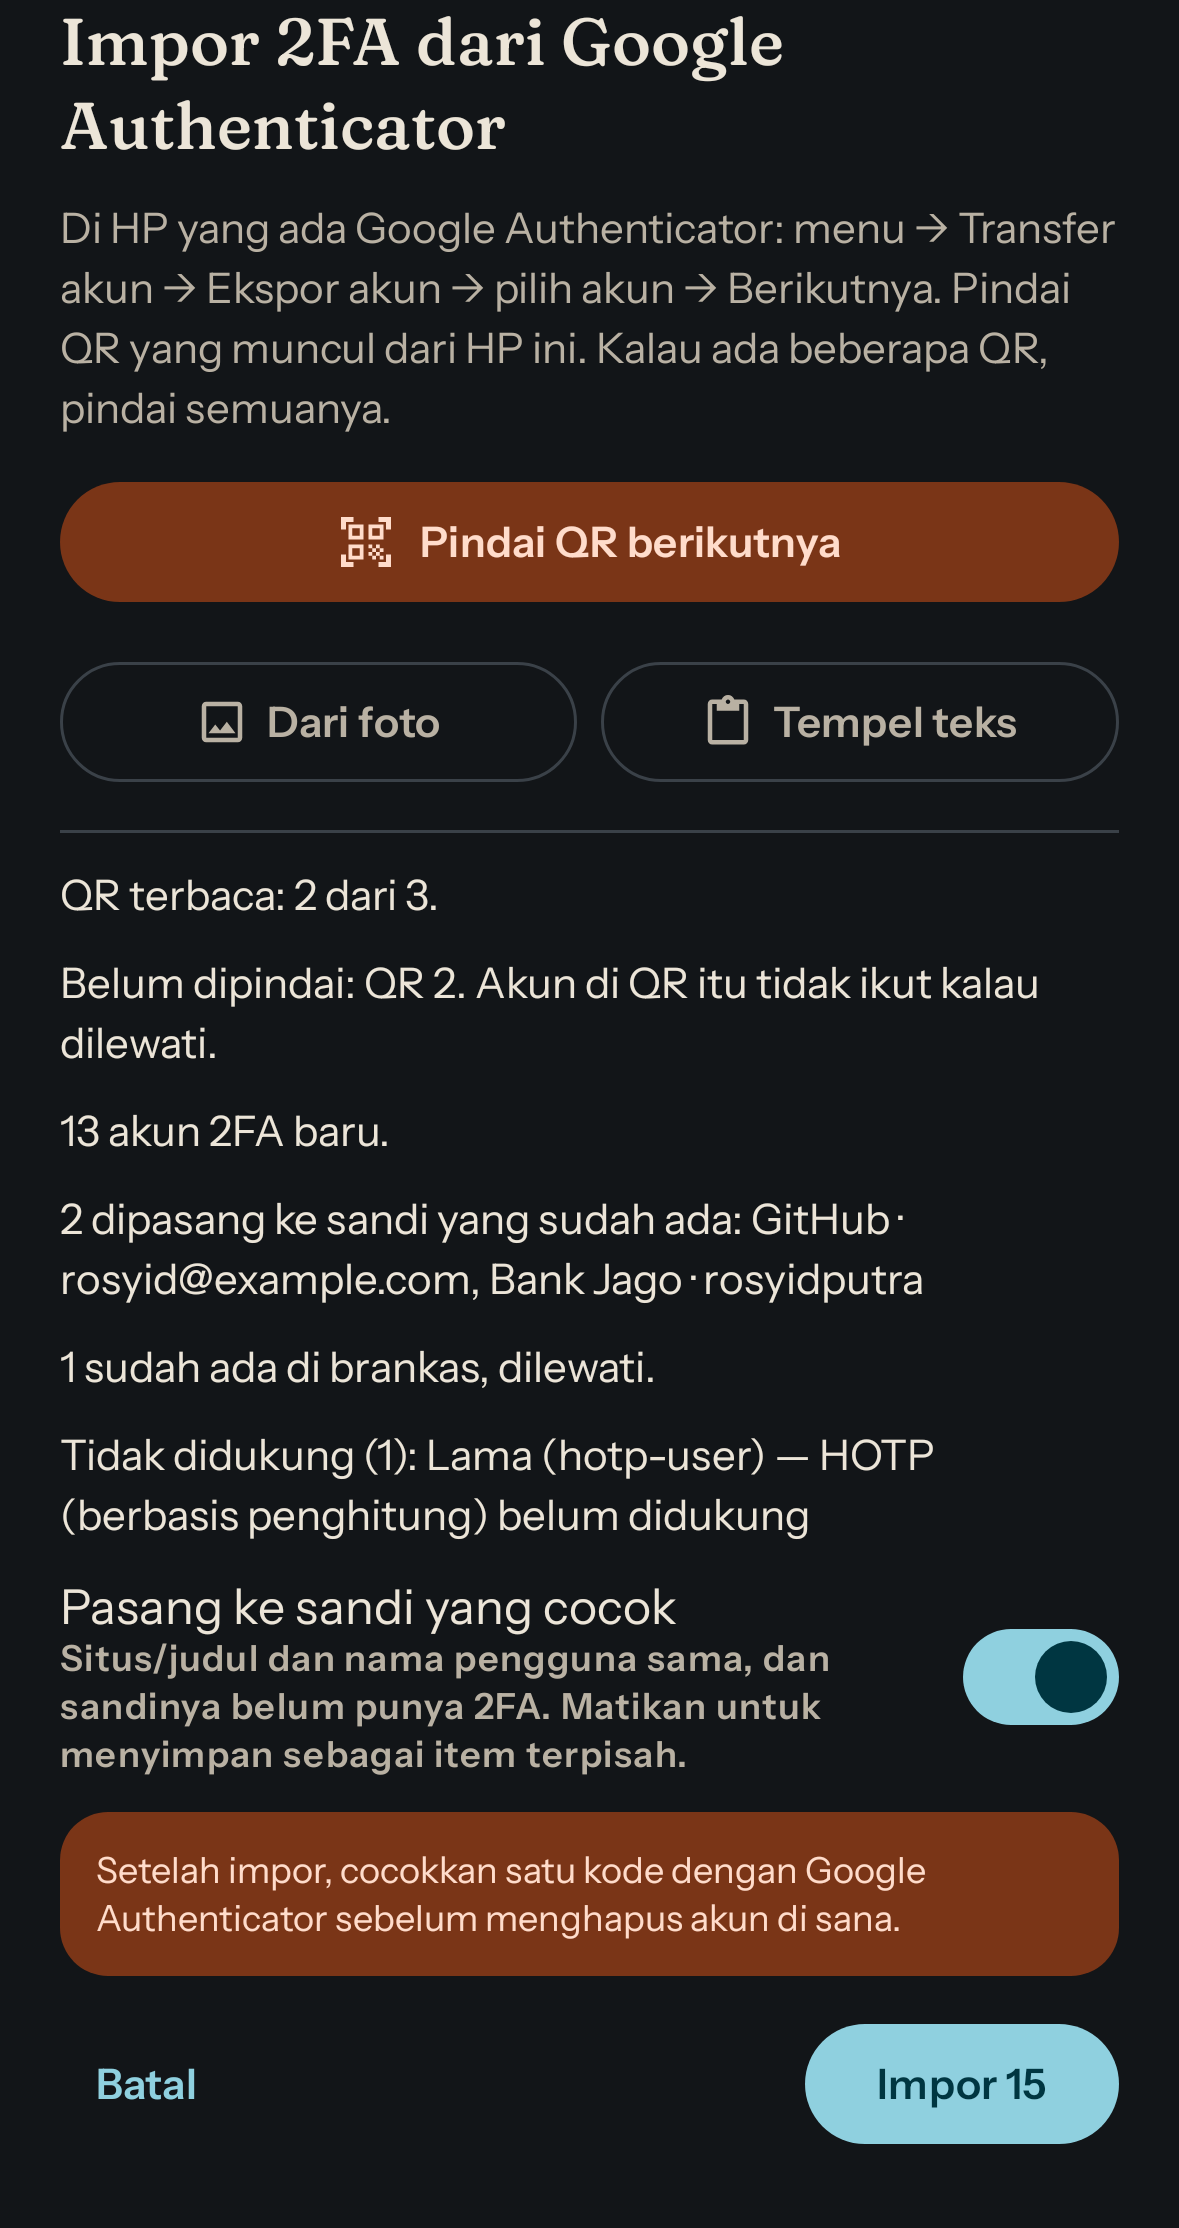 Impor 2FA dari Google
Authenticator
Di HP yang ada Google Authenticator: menu → Transfer
akun → Ekspor akun → pilih akun → Berikutnya. Pindai
QR yang muncul dari HP ini. Kalau ada beberapa QR,
pindai semuanya.
Pindai QR berikutnya
Dari foto
Tempel teks
QR terbaca: 2 dari 3.
Belum dipindai: QR 2. Akun di QR itu tidak ikut kalau
dilewati.
13 akun 2FA baru.
2 dipasang ke sandi yang sudah ada: GitHub ·
rosyid@example.com, Bank Jago · rosyidputra
1 sudah ada di brankas, dilewati.
Tidak didukung (1): Lama (hotp-user) — HOTP
(berbasis penghitung) belum didukung
Pasang ke sandi yang cocok
Situs/judul dan nama pengguna sama, dan
sandinya belum punya 2FA. Matikan untuk
menyimpan sebagai item terpisah.
Setelah impor, cocokkan satu kode dengan Google
Authenticator sebelum menghapus akun di sana.
Batal
Impor 15